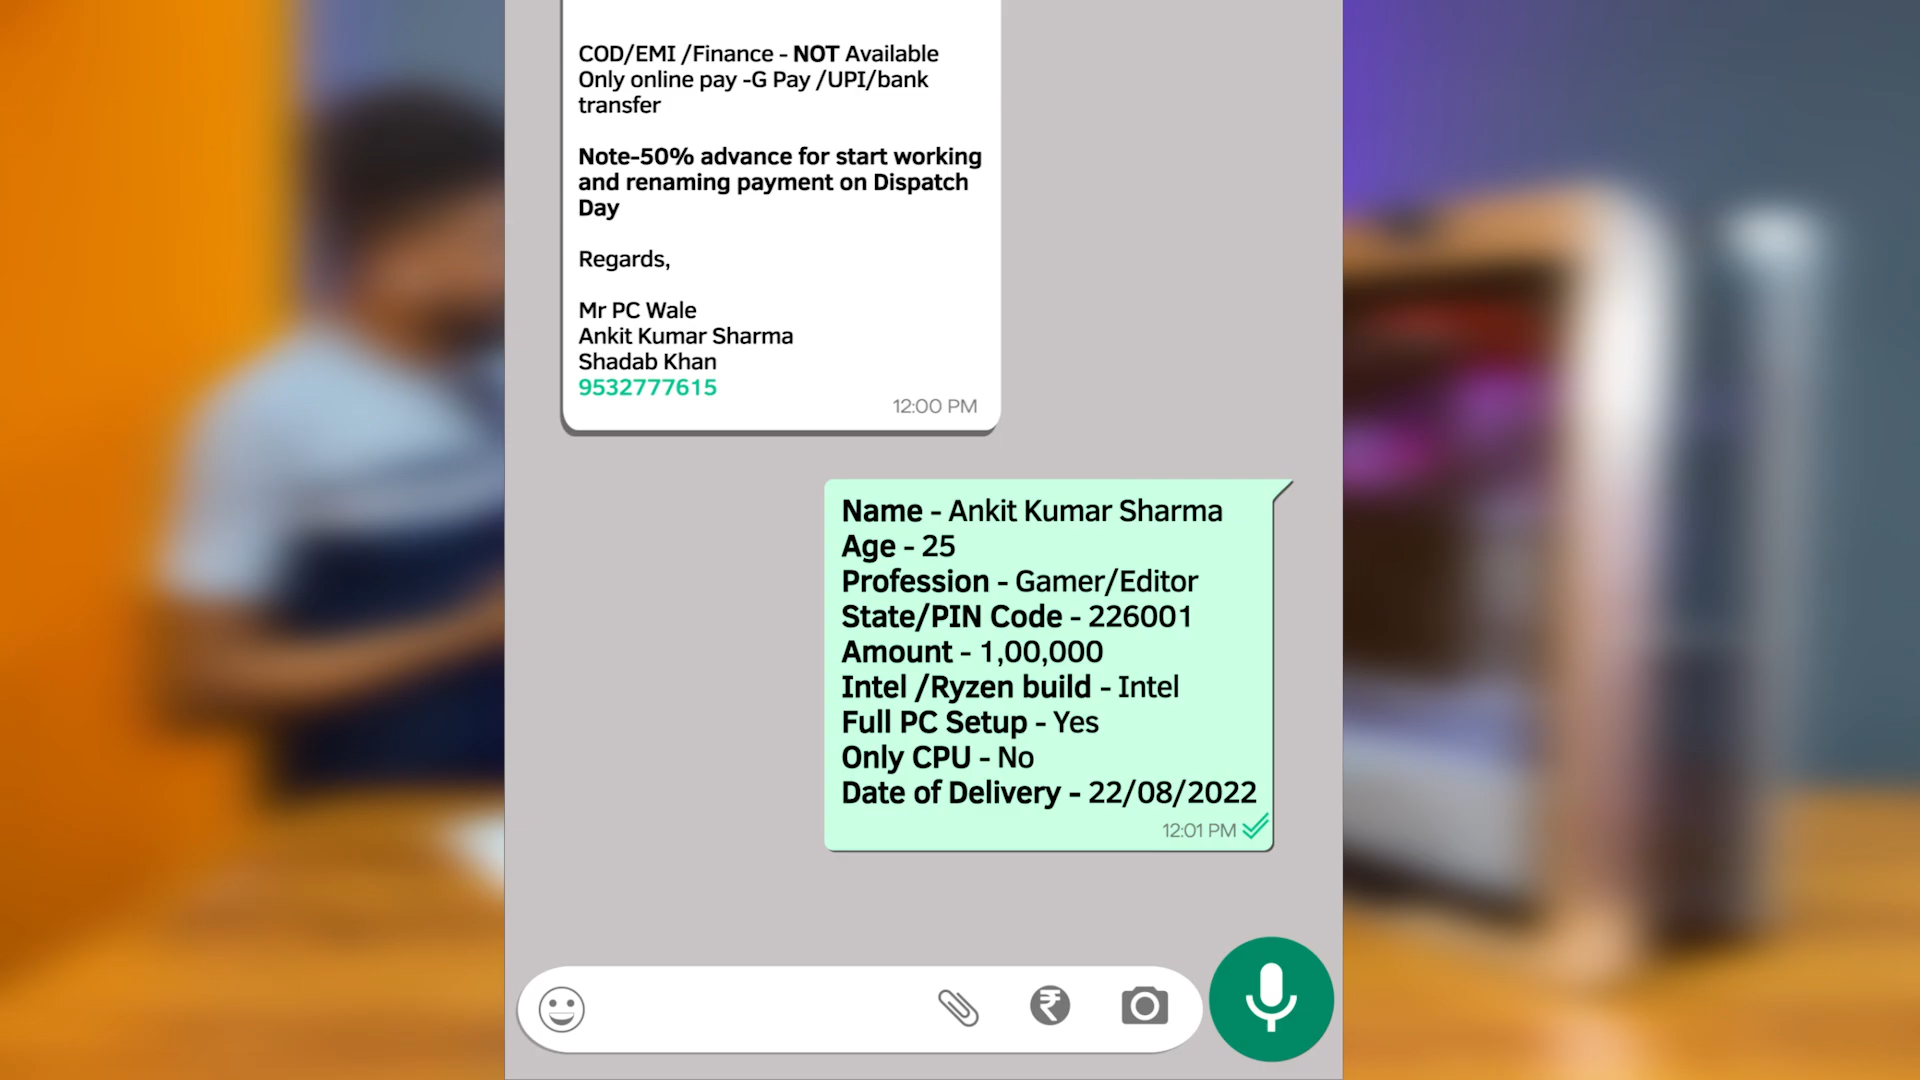 COD/EMI /Finance - NOT Available
Only online pay -G Pay /UPI/bank
transfer
Note-50% advance for start working
and renaming payment on Dispatch
Day
Regards,
Mr PC Wale
Ankit Kumar Sharma
Shadab Khan
9532777615
12:00 PM
Name - Ankit Kumar Sharma
Age - 25
Profession - Gamer/Editor
State/PIN Code - 226001
Amount - 1,00,000
Intel /Ryzen build - Intel
Full PC Setup - Yes
Only CPU - No
Date of Delivery - 22/08/2022
12:01 PM